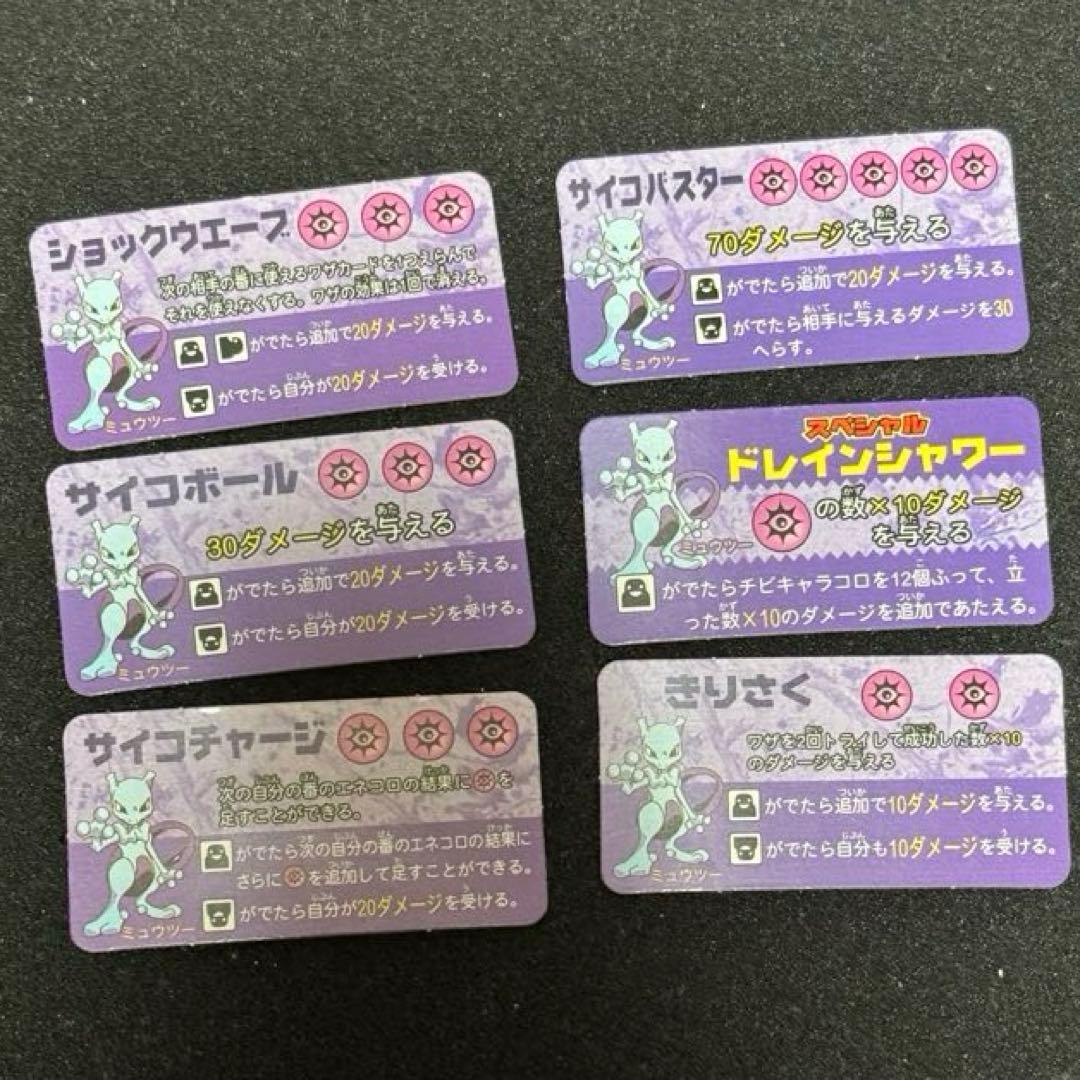 ショックウエーブ
次の相手の番に使えるワザカードを1つえらんで
それを使えなくする。ワザの効果は1回で消える。
がでたら追加で20ダメージを与える。
がでたら自分が20ダメージを受ける。
ミュウツー
サイコボール
30ダメージを与える
がでたら追加で20ダメージを与える。
がでたら自分が20ダメージを受ける。
ミュウツー
サイコチャージ
次の自分の番のエネコロの結果に を
足すことができる。
がでたら次の自分の番のエネコロの結果に
さらに を追加して足すことができる。
がでたら自分が20ダメージを受ける。
ミュウツー
サイコバスター
70ダメージを与える
がでたら追加で20ダメージを与える。
がでたら相手に与えるダメージを30
へらす。
ミュウツー
スペシャル
ドレインシャワー
の数×10ダメージ
を与える
ミュウツー
がでたらチビキャラコロを12個ふって、立
った数×10のダメージを追加であたえる。
きりさく
ワザを2回トライして成功した数×10
のダメージを与える
がでたら追加で10ダメージを与える。
がでたら自分も10ダメージを受ける。
ミュウツー